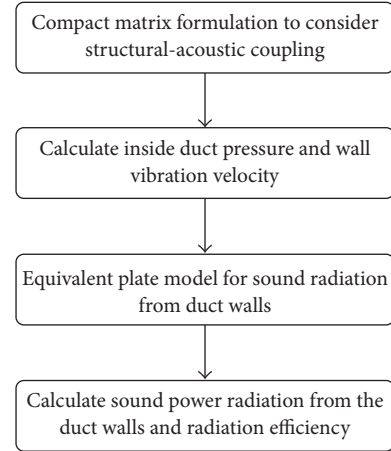 Compact matrix formulation to consider
structural-acoustic coupling
Calculate inside duct pressure and wall
vibration velocity
Equivalent plate model for sound radiation
from duct walls
Calculate sound power radiation from the
duct walls and radiation efficiency